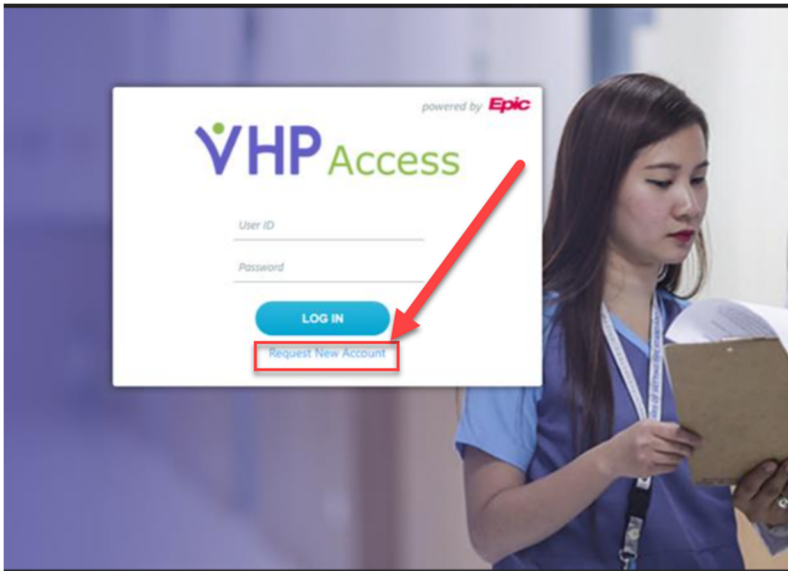 powered by Epic
VHP Access
User ID
Password
LOG IN
Request New Account